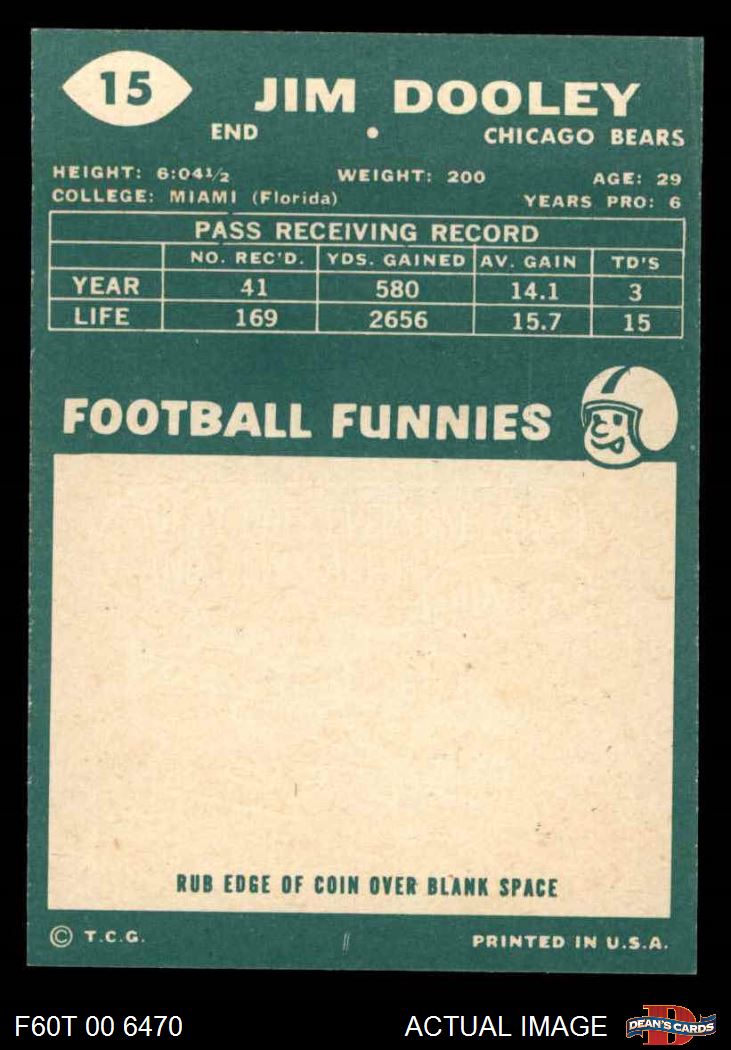 15
JIM DOOLEY
END • CHICAGO BEARS
HEIGHT: 6:04½ WEIGHT: 200 AGE: 29
COLLEGE: MIAMI (Florida) YEARS PRO: 6
PASS RECEIVING RECORD
NO. REC'D. YDS. GAINED AV. GAIN TD'S
YEAR 41 580 14.1 3
LIFE 169 2656 15.7 15
FOOTBALL FUNNIES
RUB EDGE OF COIN OVER BLANK SPACE
© T.C.G. PRINTED IN U.S.A.
F60T 00 6470 ACTUAL IMAGE
D
DEAN'S CARDS